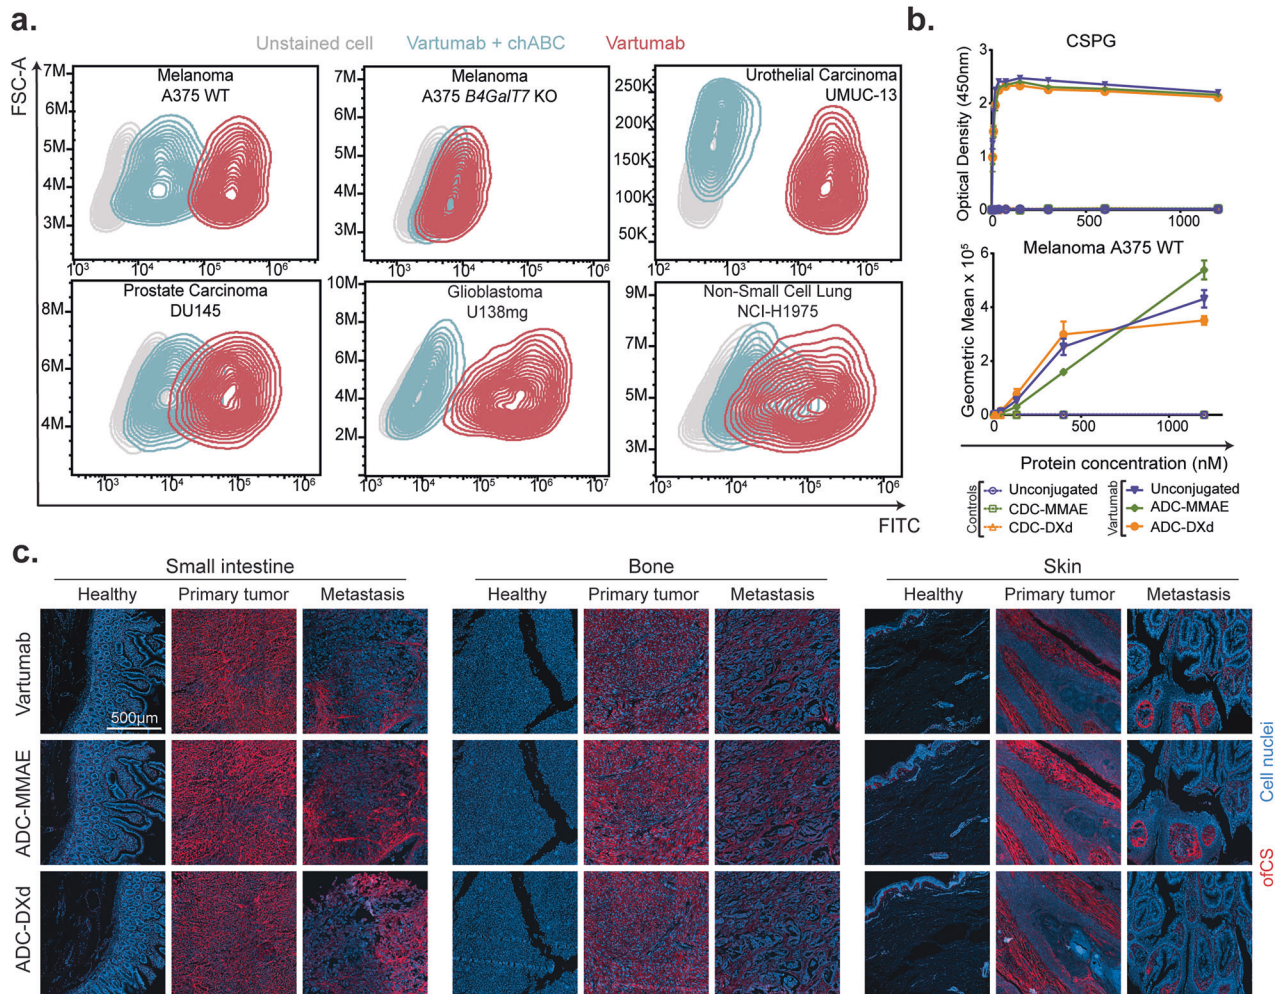 a.
Unstained cell Vartumab + chABC Vartumab
FSC-A
Melanoma
A375 WT
7M
6M
5M
4M
3M
10³ 10⁴ 10⁵ 10⁶
Melanoma
A375 B4GalT7 KO
7M
6M
5M
4M
3M
10³ 10⁴ 10⁵ 10⁶
Urothelial Carcinoma
UMUC-13
250K
200K
150K
100K
50K
10² 10³ 10⁴ 10⁵
Prostate Carcinoma
DU145
8M
6M
4M
10³ 10⁴ 10⁵ 10⁶
Glioblastoma
U138mg
10M
8M
6M
4M
2M
10³ 10⁴ 10⁵ 10⁶ 10⁷
Non-Small Cell Lung
NCI-H1975
9M
7M
5M
3M
10³ 10⁴ 10⁵ 10⁶
FITC
b.
CSPG
Optical Density (450nm)
3
2
1
0
0 500 1000
Melanoma A375 WT
Geometric Mean x 10⁵
6
4
2
0
0 500 1000
Protein concentration (nM)
Controls
Unconjugated
CDC-MMAE
CDC-DXd
Vartumab
Unconjugated
ADC-MMAE
ADC-DXd
c.
Small intestine Bone Skin
Healthy Primary tumor Metastasis Healthy Primary tumor Metastasis Healthy Primary tumor Metastasis
Vartumab
500µm
ADC-MMAE
ADC-DXd
Cell nuclei
ofCS